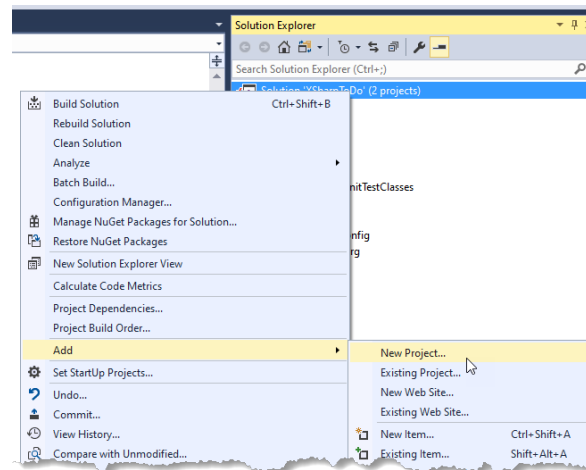 Solution Explorer
Search Solution Explorer (Ctrl+;)
Solution 'XSharpToDo' (2 projects)
Build Solution Ctrl+Shift+B
Rebuild Solution
Clean Solution
Analyze
Batch Build...
nitTestClasses
Configuration Manager...
Manage NuGet Packages for Solution...
Restore NuGet Packages
nfig
rg
New Solution Explorer View
Calculate Code Metrics
Project Dependencies...
Project Build Order...
Add
New Project...
Set StartUp Projects...
Existing Project...
Undo...
New Web Site...
Commit...
Existing Web Site...
View History...
New Item... Ctrl+Shift+A
Compare with Unmodified...
Existing Item... Shift+Alt+A